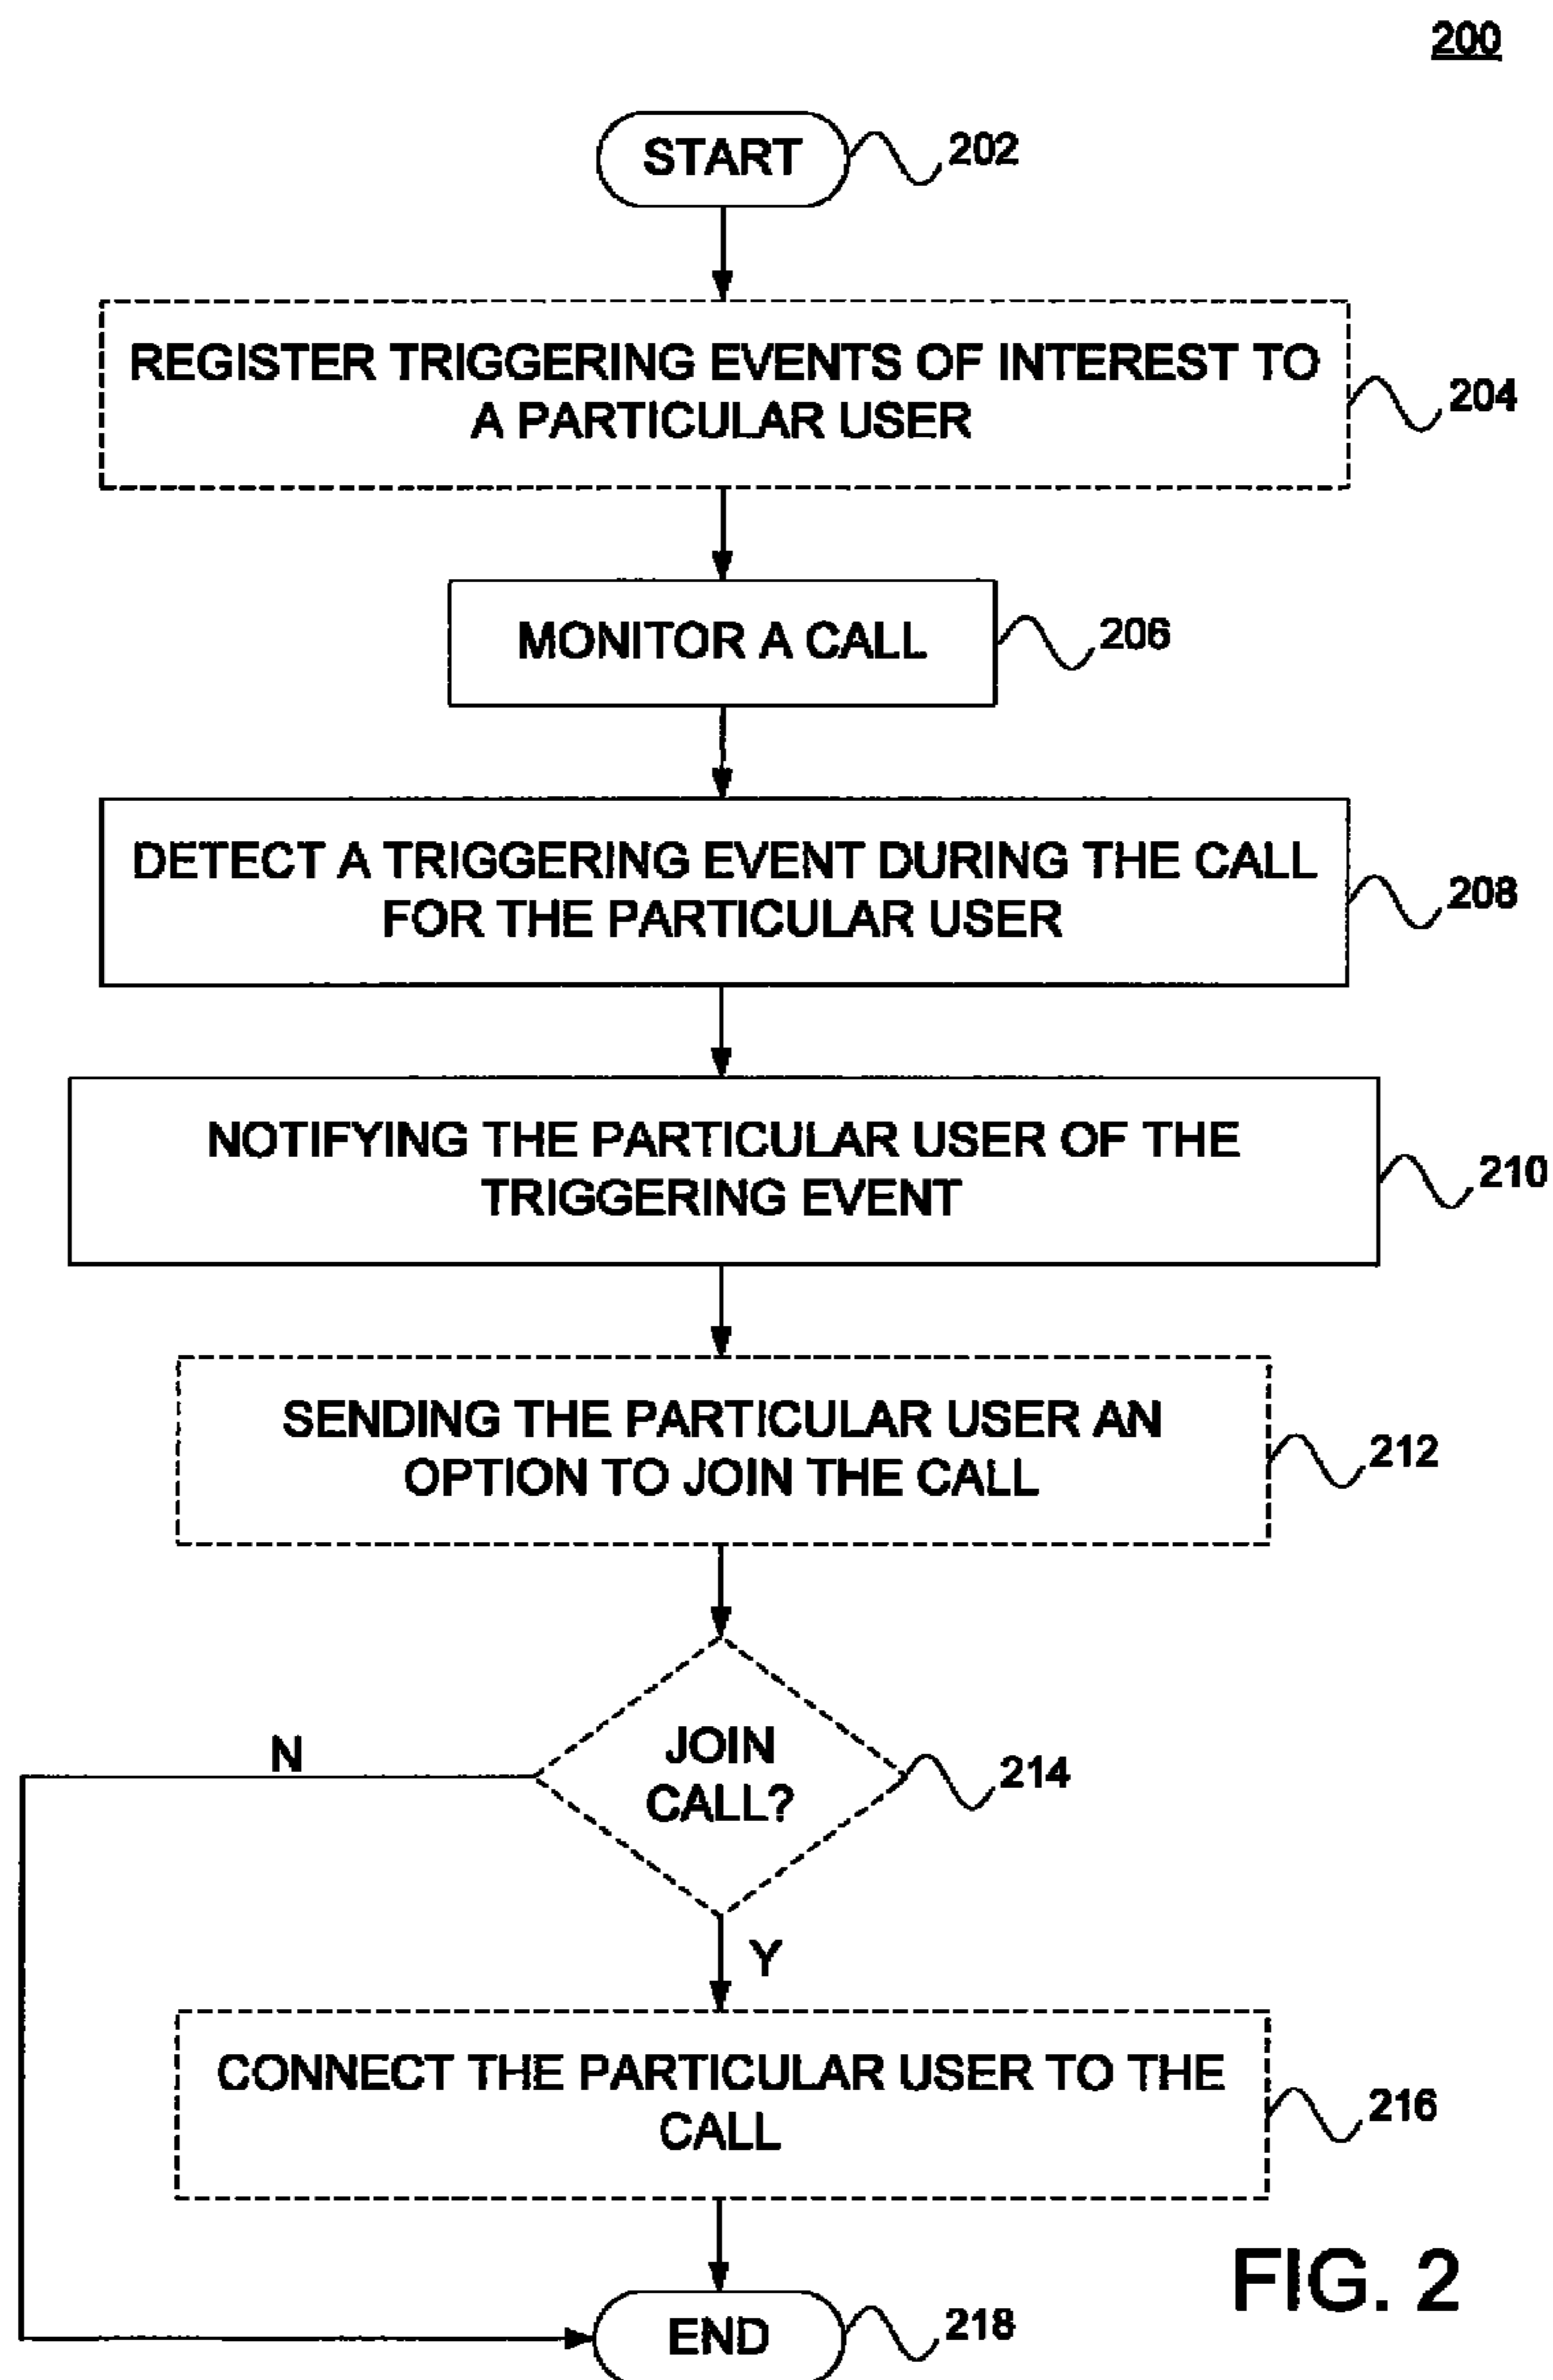 200
START
202
REGISTER TRIGGERING EVENTS OF INTEREST TO
A PARTICULAR USER
204
MONITOR A CALL
206
DETECT A TRIGGERING EVENT DURING THE CALL
FOR THE PARTICULAR USER
208
NOTIFYING THE PARTICULAR USER OF THE
TRIGGERING EVENT
210
SENDING THE PARTICULAR USER AN
OPTION TO JOIN THE CALL
212
JOIN
CALL?
214
N
Y
CONNECT THE PARTICULAR USER TO THE
CALL
216
END
218
FIG. 2